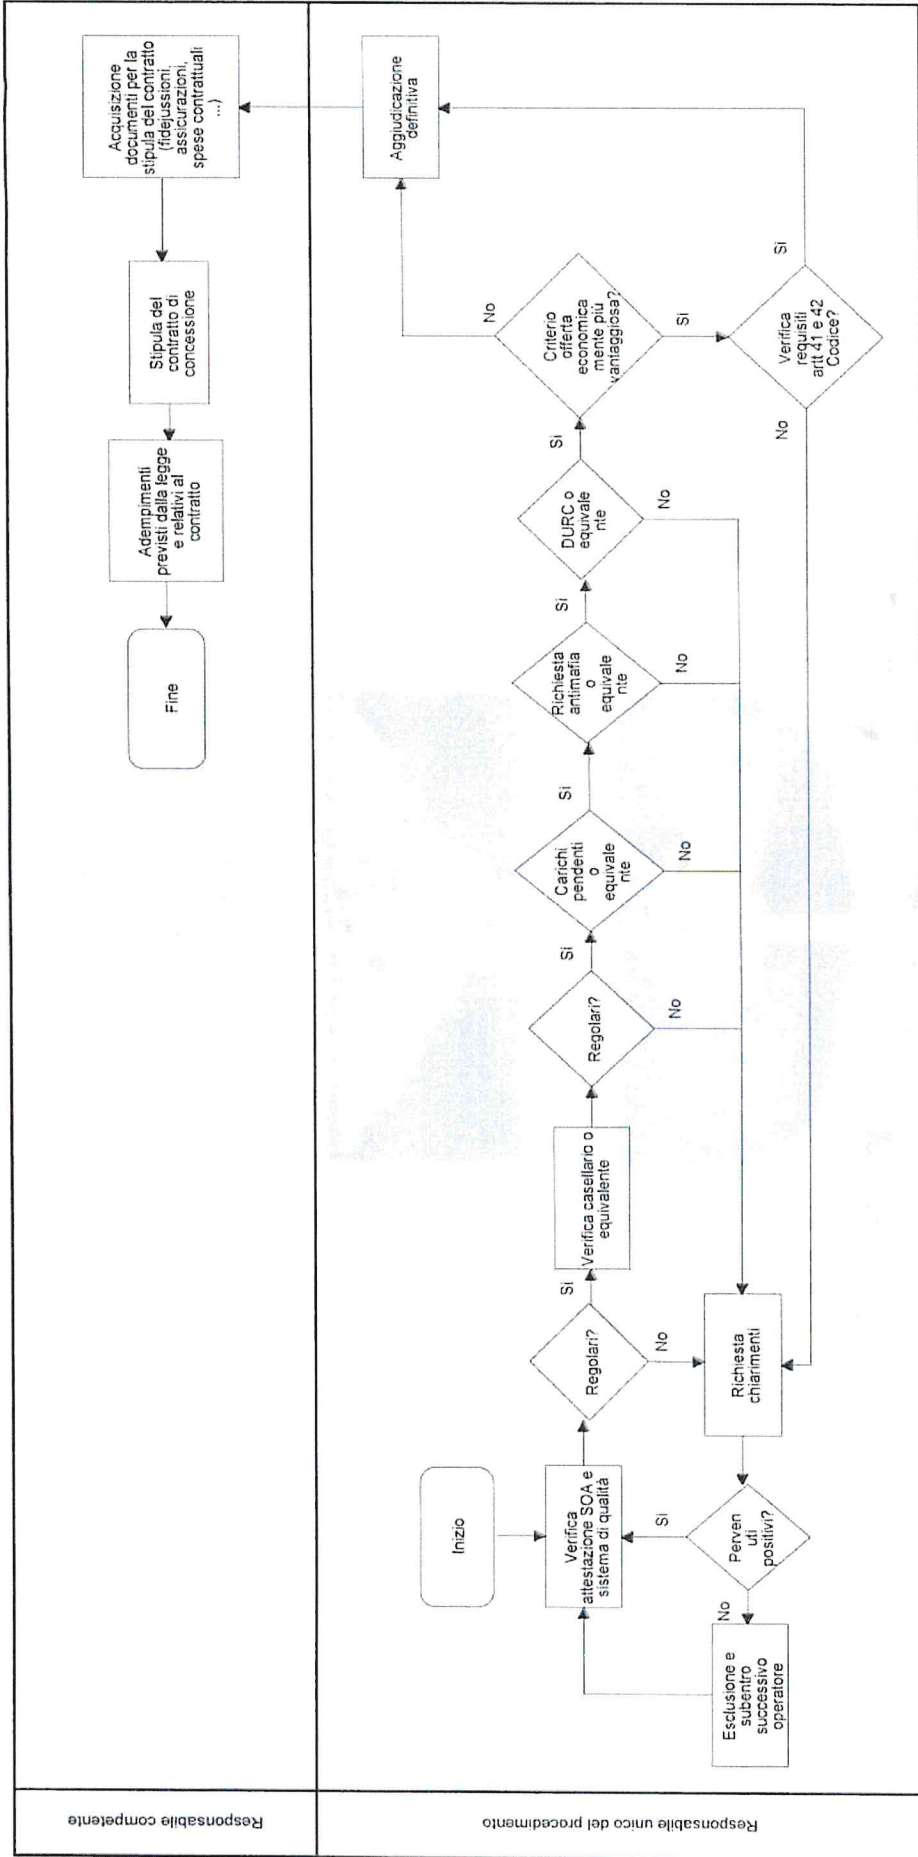 Responsabile competente
Acquisizione
documenti per la
stipula del contratto
(fidejussioni,
assicurazioni,
spese contrattuali
...)
Stipula del
contratto di
concessione
Adempimenti
previsti dalla legge
e relativi al
contratto
Fine
Responsabile unico del procedimento
Inizio
Verifica
attestazione SOA e
sistema di qualità
Regolari?
Si
No
Verifica casellario o
equivalente
Regolari?
Si
No
Carichi
pendenti
o
equivale
nte
Si
No
Richiesta
antimafia
o
equivale
nte
Si
No
DURC o
equivale
nte
Si
No
Criterio
offerta
economica
mente più
vantaggiosa?
No
Si
Aggiudicazione
definitiva
Verifica
requisiti
artt 41 e 42
Codice?
Si
No
Richiesta
chiarimenti
Perven
uti
positivi?
Si
No
Esclusione e
subentro
successivo
operatore